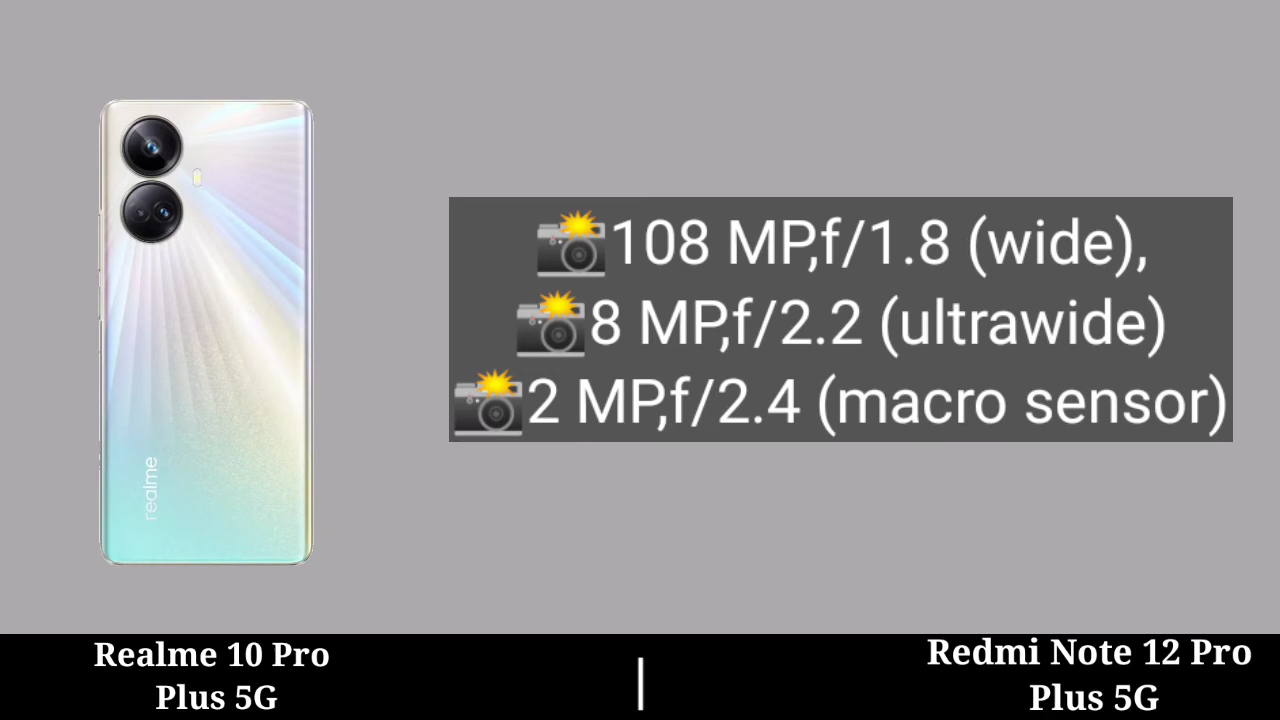 realme
📸108 MP,f/1.8 (wide),
📸8 MP,f/2.2 (ultrawide)
📸2 MP,f/2.4 (macro sensor)
Realme 10 Pro
Plus 5G
|
Redmi Note 12 Pro
Plus 5G